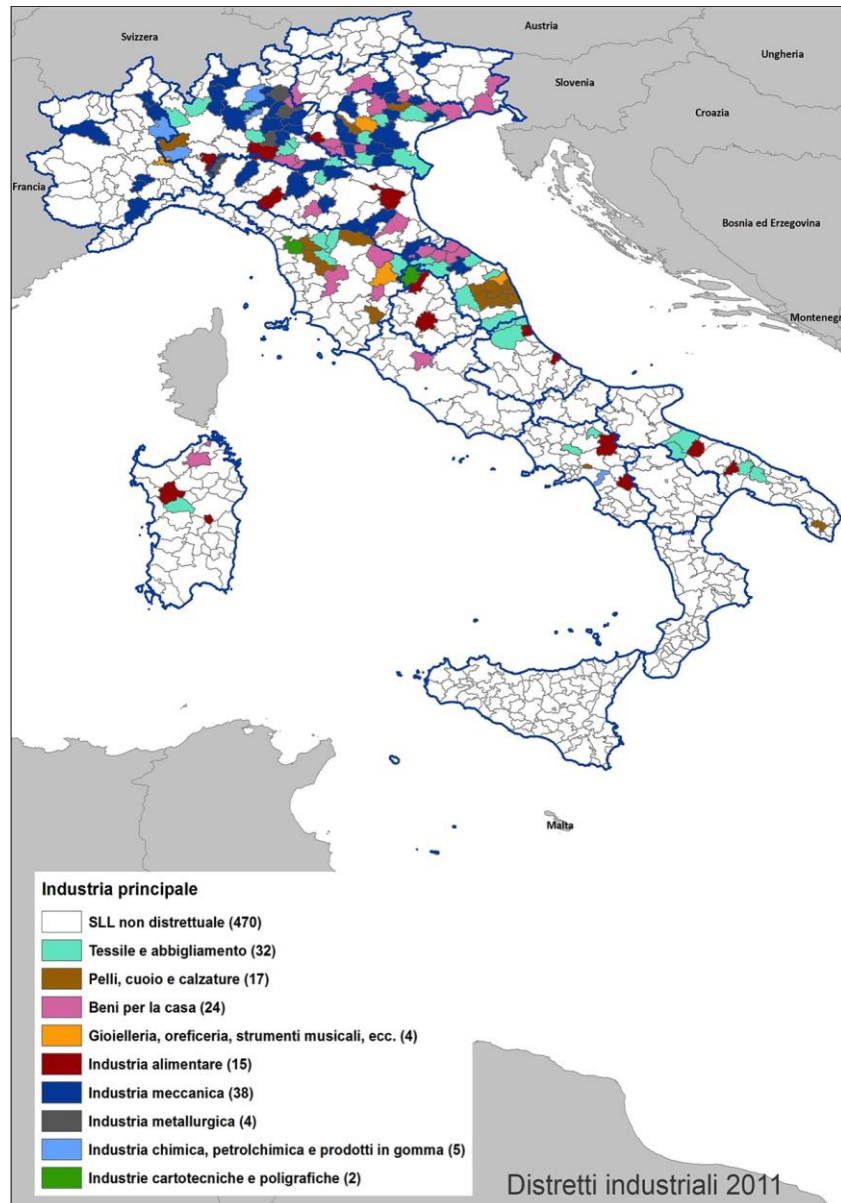 Svizzera
Austria
Ungheria
Slovenia
Croazia
Francia
Bosnia ed Erzegovina
Montenegro
Malta
Industria principale
SLL non distrettuale (470)
Tessile e abbigliamento (32)
Pelli, cuoio e calzature (17)
Beni per la casa (24)
Gioielleria, oreficeria, strumenti musicali, ecc. (4)
Industria alimentare (15)
Industria meccanica (38)
Industria metallurgica (4)
Industria chimica, petrolchimica e prodotti in gomma (5)
Industrie cartotecniche e poligrafiche (2)
Distretti industriali 2011